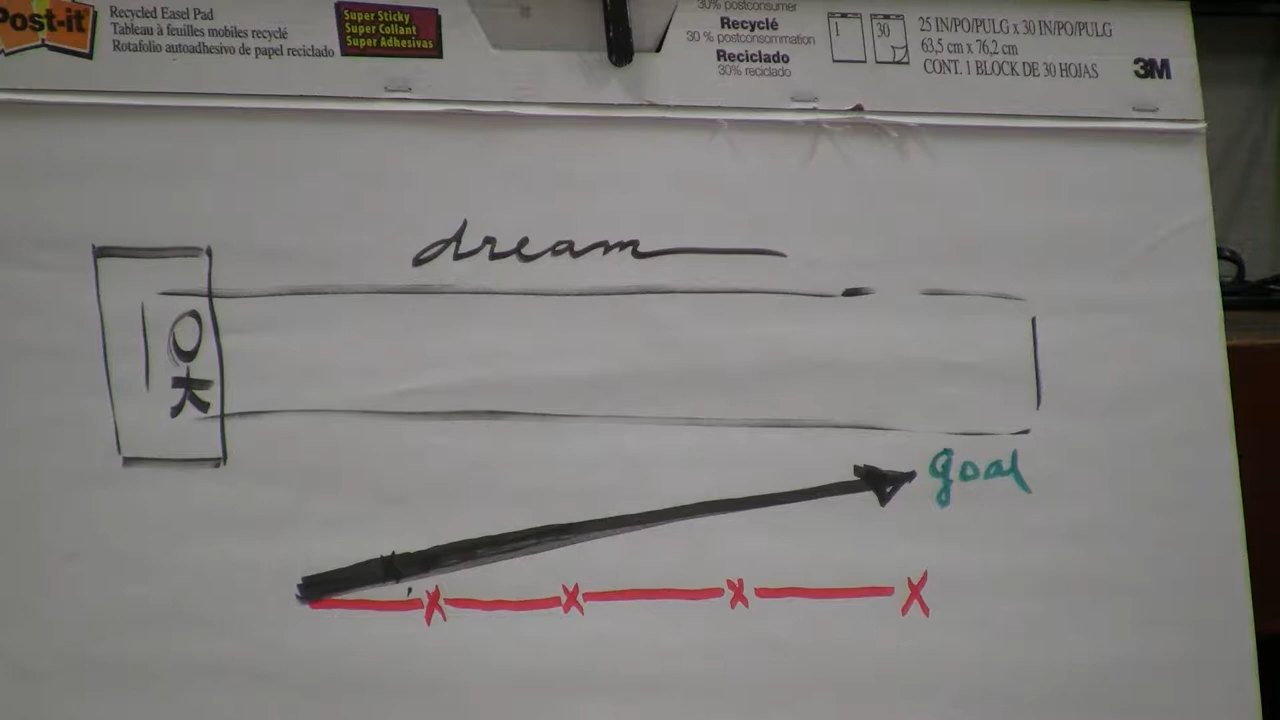 Post-it
Recycled Easel Pad
Tableau à feuilles mobiles recyclé
Rotafolio autoadhesivo de papel reciclado
Super Sticky
Super Collant
Super Adhesivas
30% postconsumer
Recyclé
30 % postconsommation
Reciclado
30% reciclado
1
30
25 IN/PO/PULG x 30 IN/PO/PULG
63,5 cm x 76,2 cm
CONT. 1 BLOCK DE 30 HOJAS
3M
dream
OK
goal
X X X X